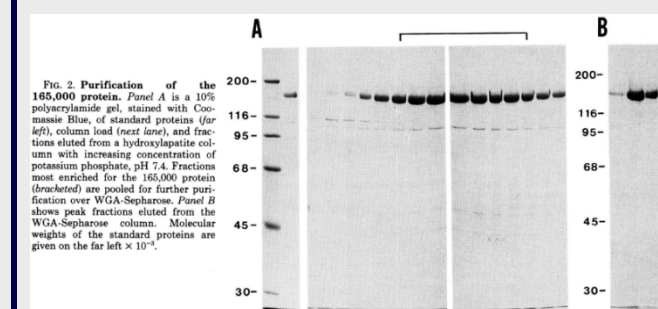 FIG. 2. Purification of the
165,000 protein. Panel A is a 10%
polyacrylamide gel, stained with Coo-
massie Blue, of standard proteins (far
left), column load (next lane), and frac-
tions eluted from a hydroxylapatite col-
umn with increasing concentration of
potassium phosphate, pH 7.4. Fractions
most enriched for the 165,000 protein
(bracketed) are pooled for further puri-
fication over WGA-Sepharose. Panel B
shows peak fractions eluted from the
WGA-Sepharose column. Molecular
weights of the standard proteins are
given on the far left × 10⁻³.
A
200-
116-
95-
68-
45-
30-
B
200-
116-
95-
68-
45-
30-